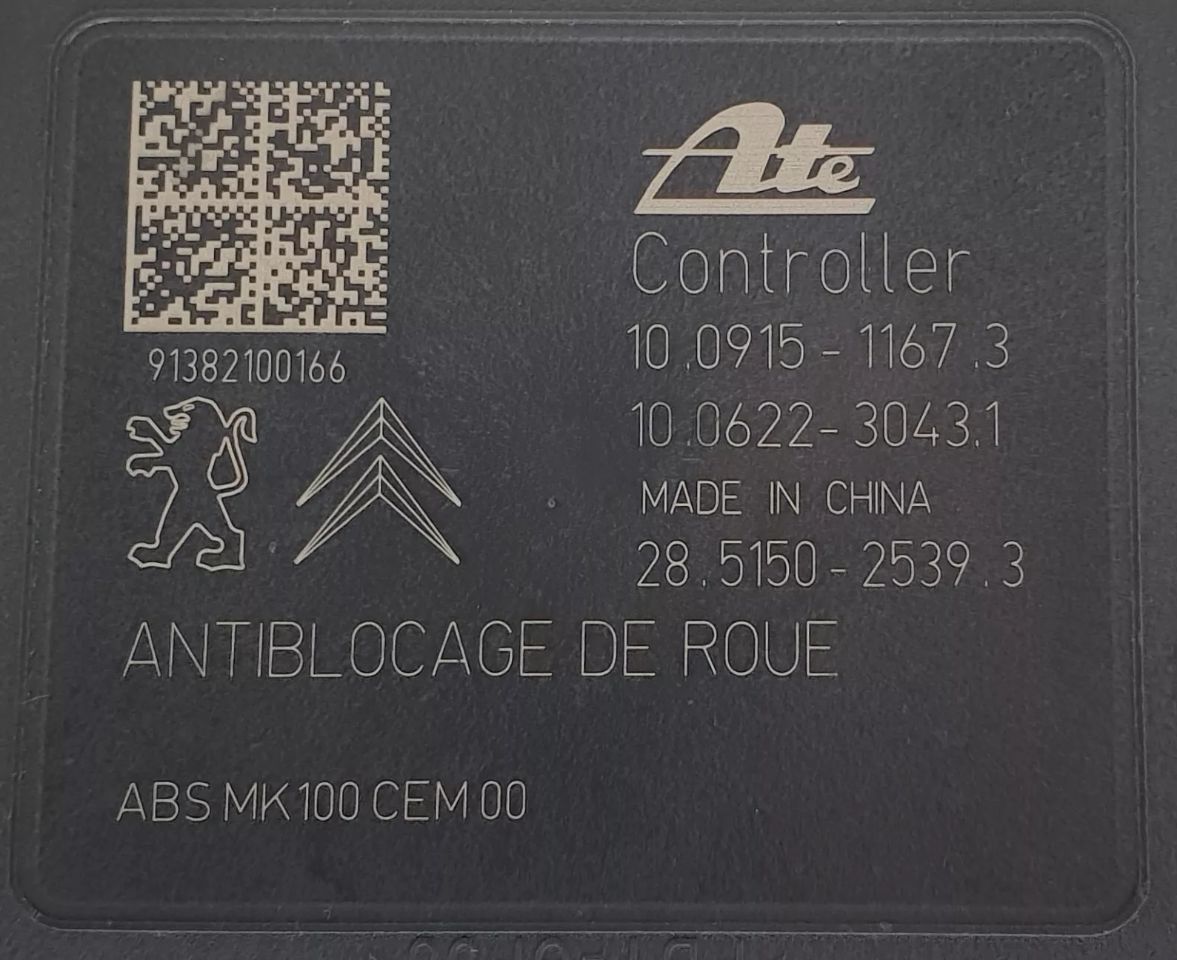 Ate
Controller
10.0915-1167.3
91382100166
10.0622-3043.1
MADE IN CHINA
28.5150-2539.3
ANTIBLOCAGE DE ROUE
ABS MK100 CEM 00